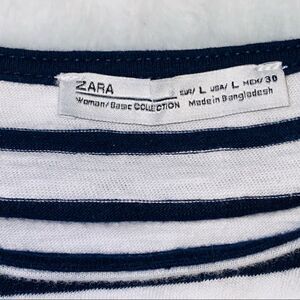 ZARA
Woman/Basic COLLECTION
EUR/ L USA/ L MEX/ 30
Made in Bangladesh